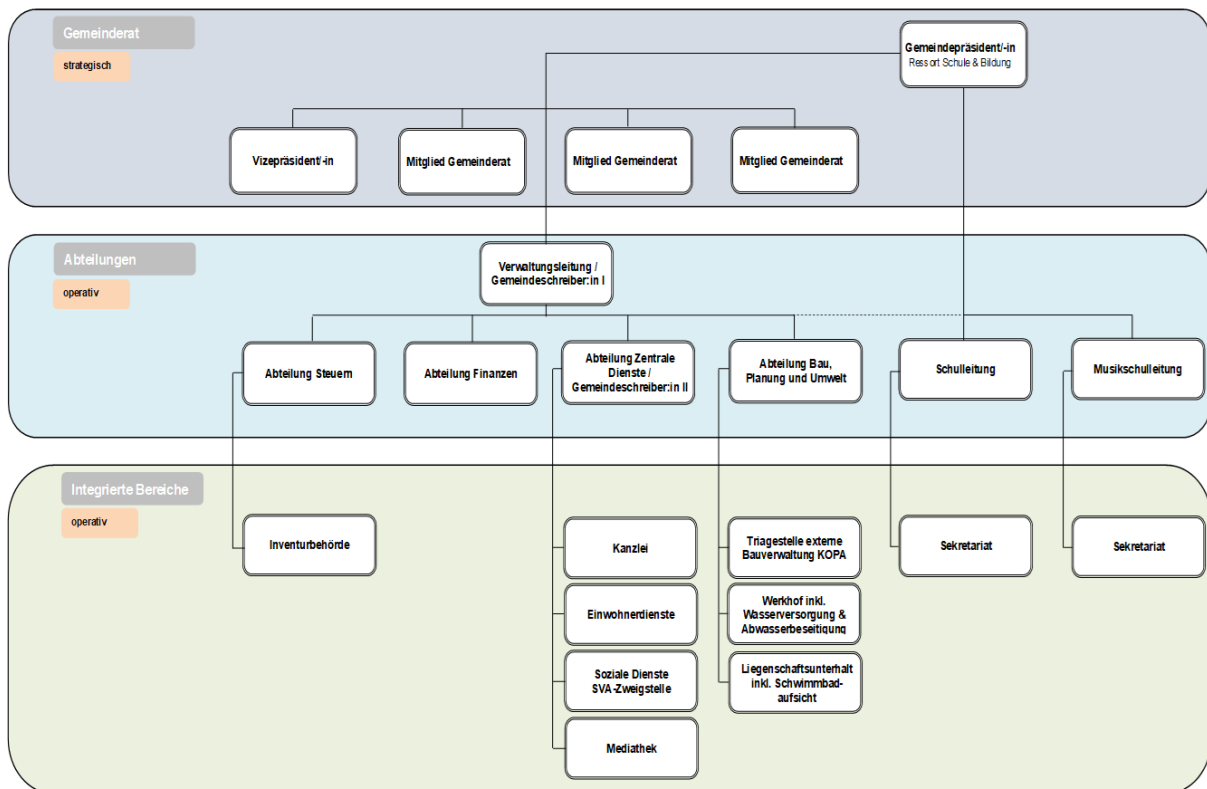 Gemeinderat
strategisch
Gemeindepräsident/-in
Ressort Schule & Bildung
Vizepräsident/-in
Mitglied Gemeinderat
Mitglied Gemeinderat
Mitglied Gemeinderat
Abteilungen
operativ
Verwaltungsleitung /
Gemeindeschreiber:in I
Abteilung Steuern
Abteilung Finanzen
Abteilung Zentrale
Dienste /
Gemeindeschreiber:in II
Abteilung Bau,
Planung und Umwelt
Schulleitung
Musikschulleitung
Integrierte Bereiche
operativ
Inventurbehörde
Kanzlei
Triagestelle externe
Bauverwaltung KOPA
Sekretariat
Sekretariat
Einwohnerdienste
Werkhof inkl.
Wasserversorgung &
Abwasserbeseitigung
Soziale Dienste
SVA-Zweigstelle
Liegenschaftsunterhalt
inkl. Schwimmbad-
aufsicht
Mediathek